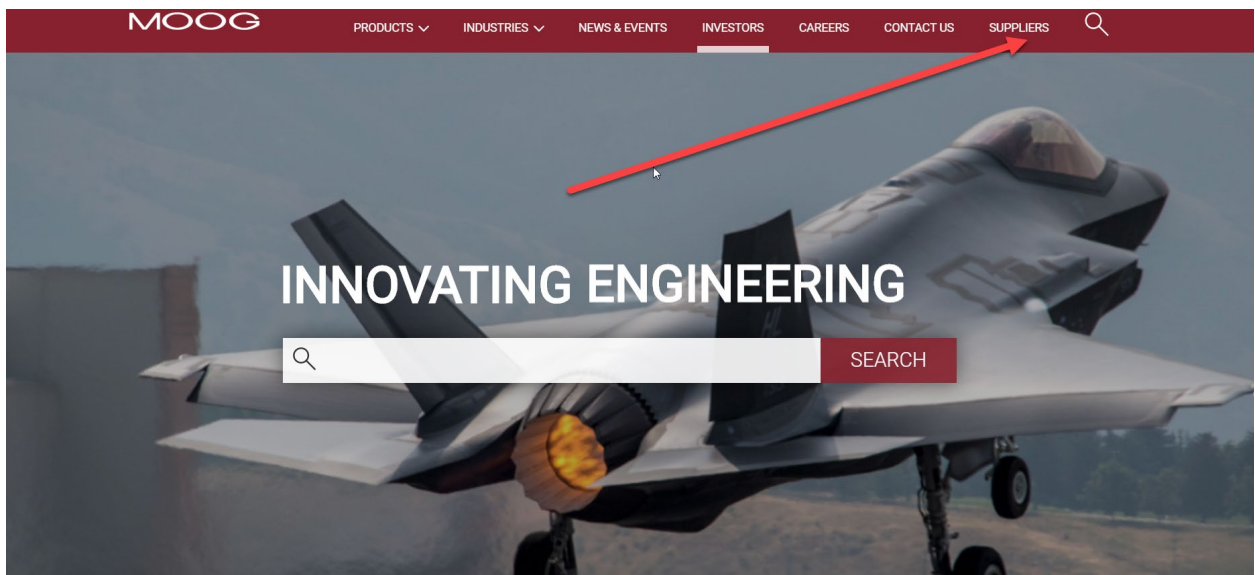 MOOG
PRODUCTS INDUSTRIES NEWS & EVENTS INVESTORS CAREERS CONTACT US SUPPLIERS
INNOVATING ENGINEERING
SEARCH